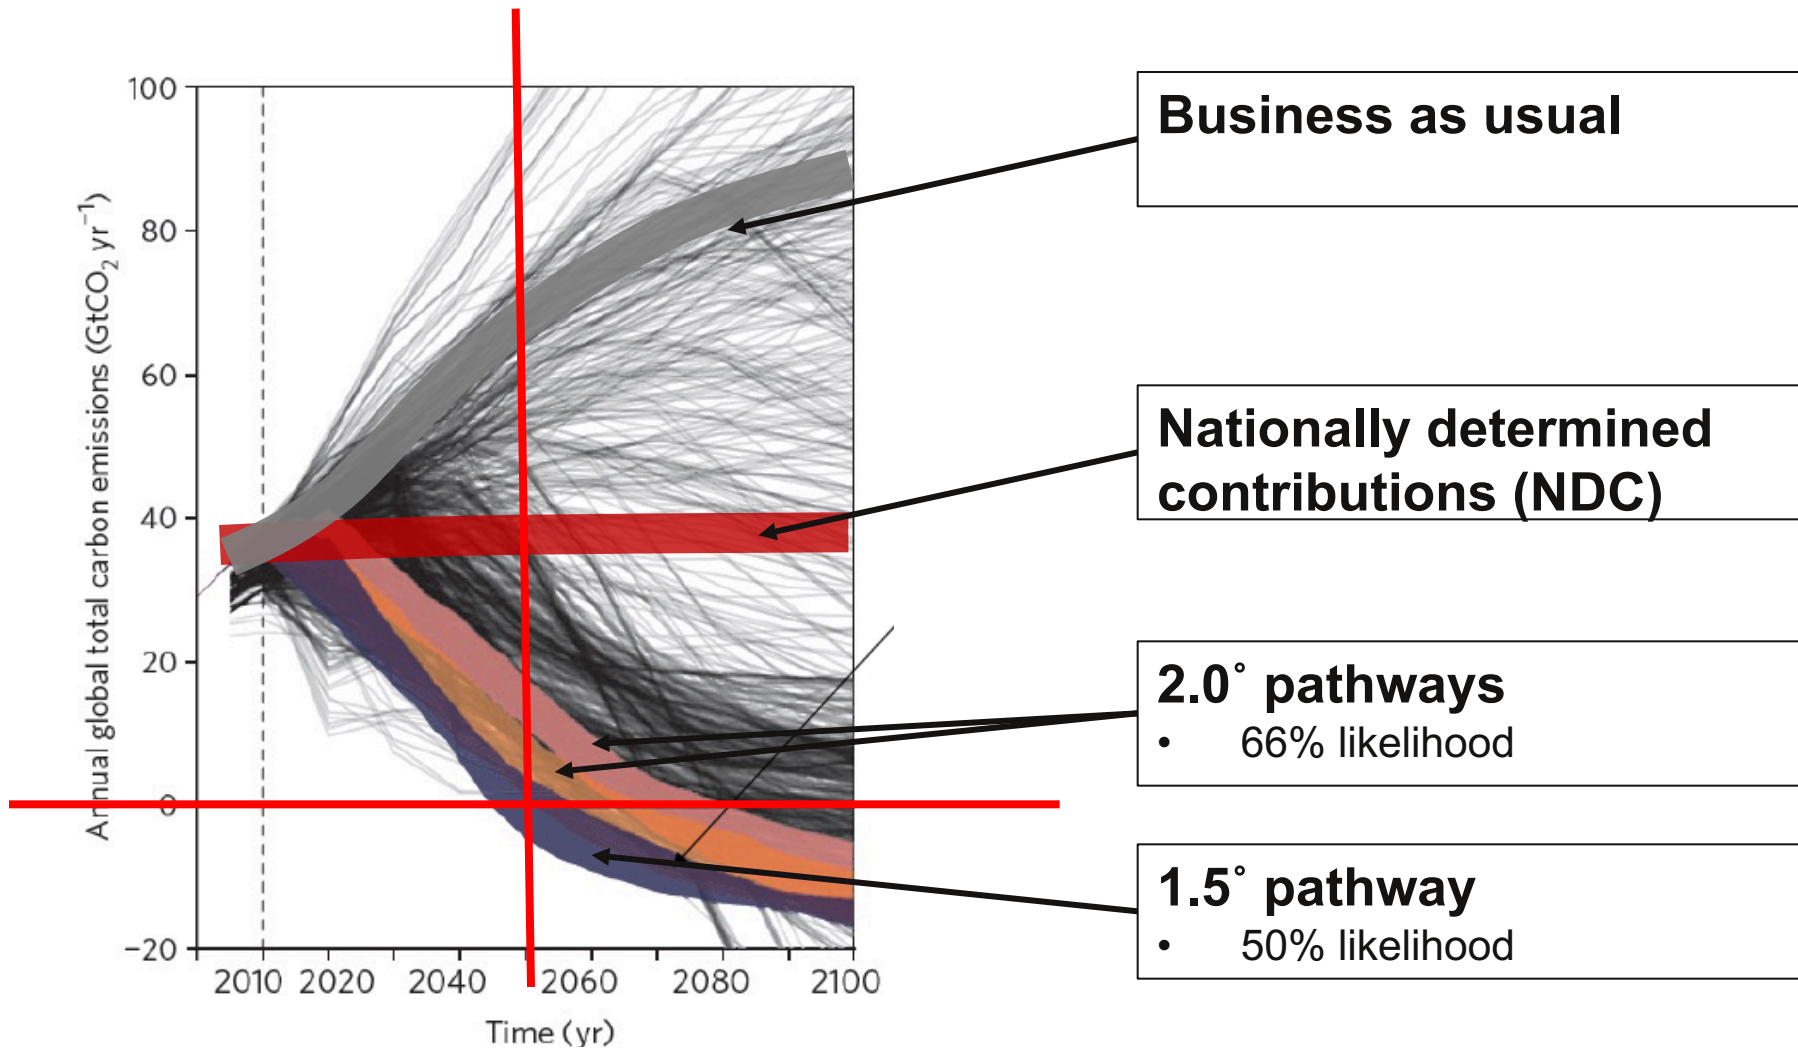 Annual global total carbon emissions (GtCO₂ yr⁻¹)
100
80
60
40
20
0
−20
2010 2020 2040 2060 2080 2100
Time (yr)
Business as usual
Nationally determined
contributions (NDC)
2.0˚ pathways
• 66% likelihood
1.5˚ pathway
• 50% likelihood